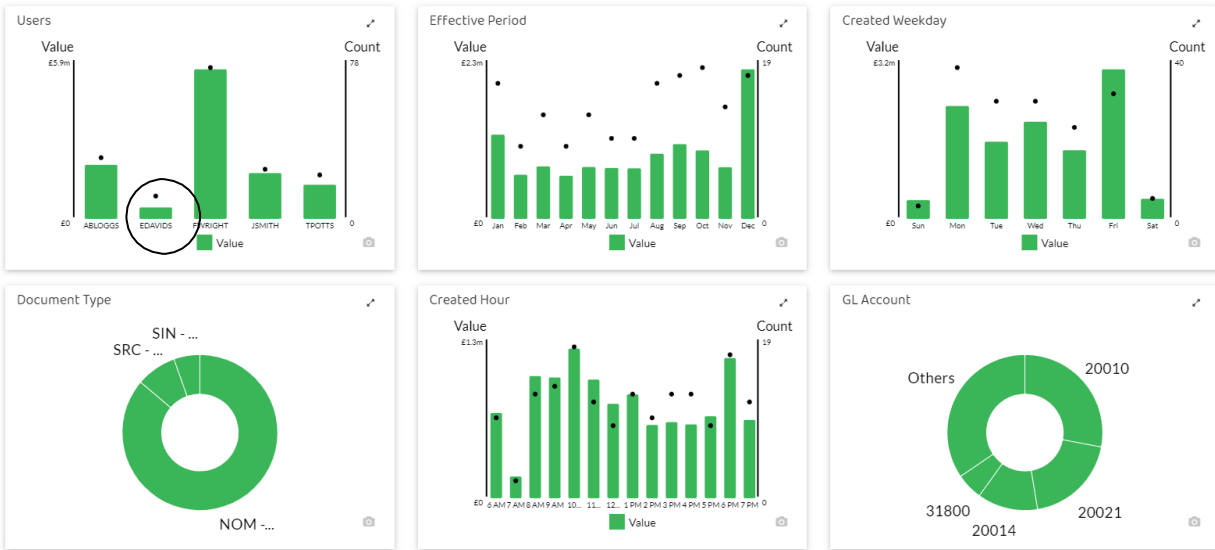 Users
Value Count
£5.9m 78
£0 0
ABLOGGS EDAVIDS JSMITH TPOTTS
Value
Effective Period
Value Count
£2.3m 19
£0 0
Jan Feb Mar Apr May Jun Jul Aug Sep Oct Nov Dec
Value
Created Weekday
Value Count
£3.2m 40
£0 0
Sun Mon Tue Wed Thu Fri Sat
Value
Document Type
SIN - ...
SRC - ...
NOM -...
Created Hour
Value Count
£1.3m 19
£0 0
6 AM 7 AM 8 AM 9 AM 10... 11... 12... 1 PM 2 PM 3 PM 4 PM 5 PM 6 PM 7 PM
Value
GL Account
Others
20010
31800
20014
20021